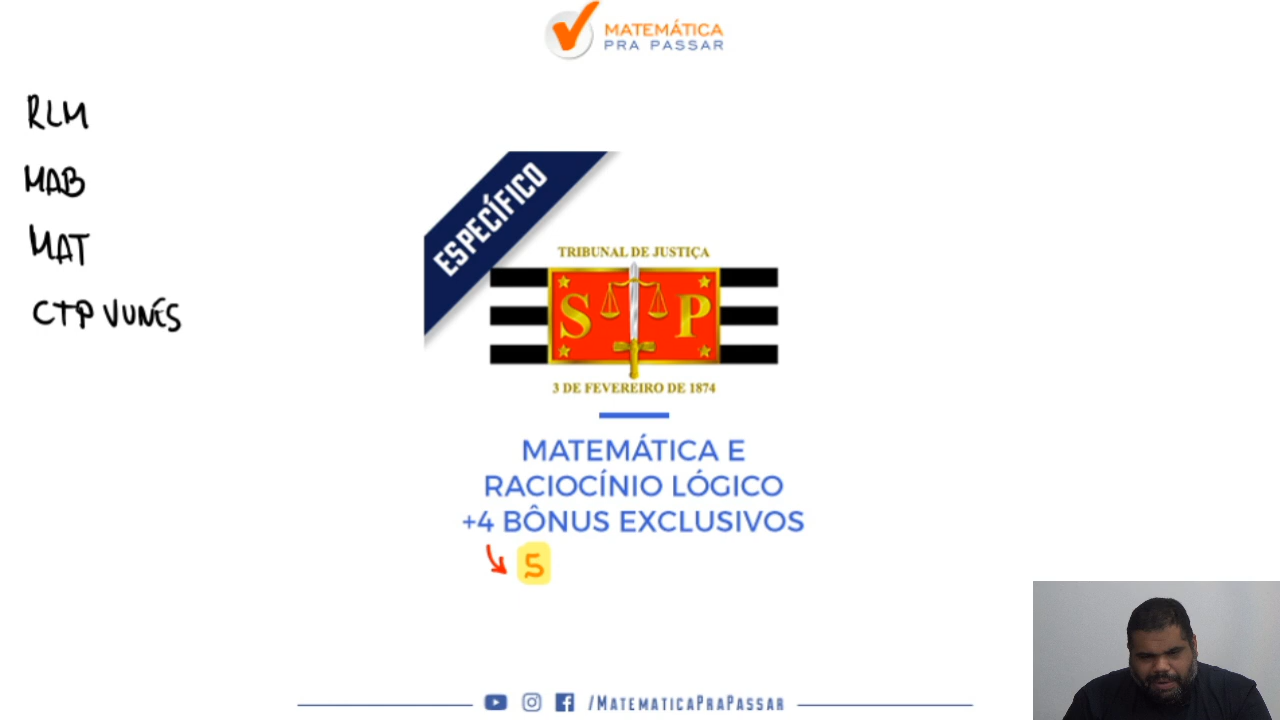 MATEMÁTICA
PRA PASSAR
RLM
MAB
MAT
CTP VUNES
ESPECÍFICO
TRIBUNAL DE JUSTIÇA
S P
3 DE FEVEREIRO DE 1874
MATEMÁTICA E
RACIOCÍNIO LÓGICO
+4 BÔNUS EXCLUSIVOS
5
/MATEMATICAPRAPASSAR